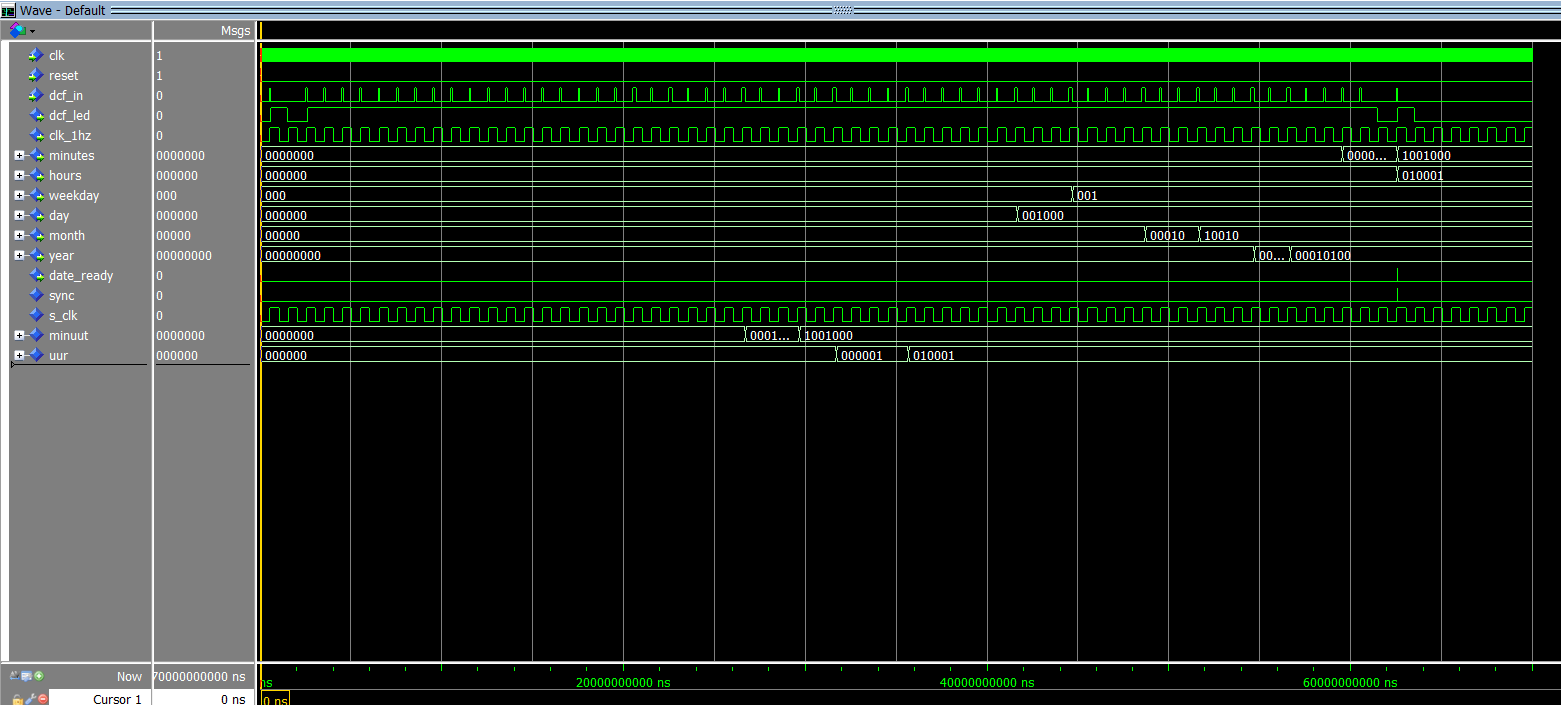 Wave - Default
Msgs
clk 1
reset 1
dcf_in 0
dcf_led 0
clk_1hz 0
minutes 0000000 0000000 0000... 1001000
hours 000000 000000 010001
weekday 000 000 001
day 000000 000000 001000
month 00000 00000 00010 10010
year 00000000 00000000 00... 00010100
date_ready 0
sync 0
s_clk 0
minuut 0000000 0000000 0001... 1001000
uur 000000 000000 000001 010001
Now 70000000000 ns ns 20000000000 ns 40000000000 ns 60000000000 ns
Cursor 1 0 ns 0 ns